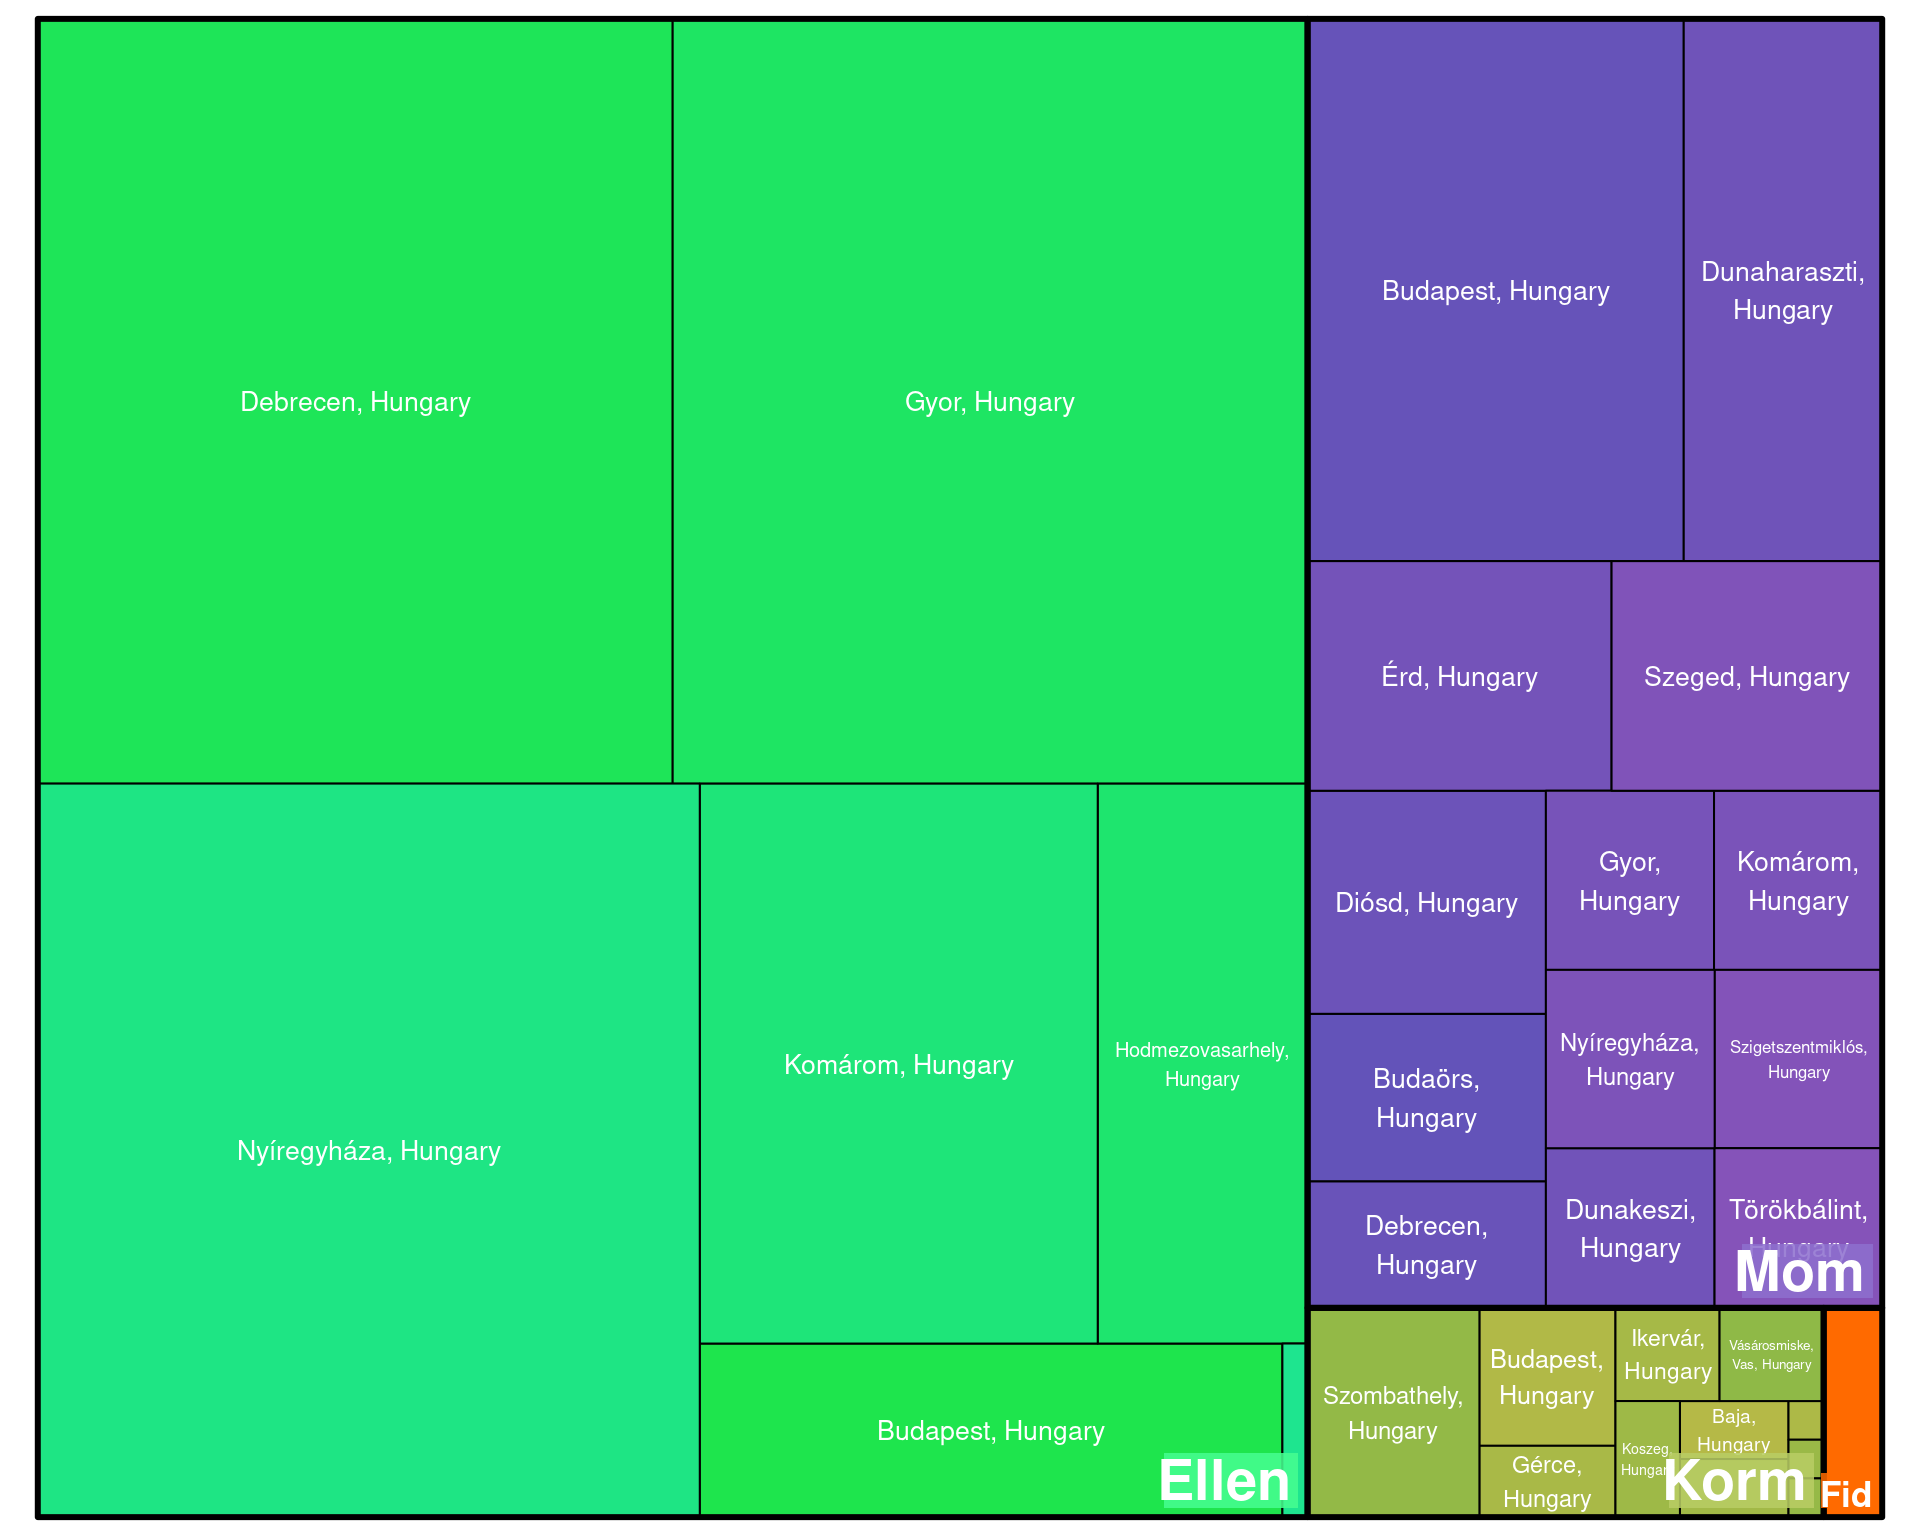 Debrecen, Hungary
Gyor, Hungary
Nyíregyháza, Hungary
Komárom, Hungary
Hodmezovasarhely,
Hungary
Budapest, Hungary
Ellen
Budapest, Hungary
Dunaharaszti,
Hungary
Érd, Hungary
Szeged, Hungary
Diósd, Hungary
Gyor,
Hungary
Komárom,
Hungary
Nyíregyháza,
Hungary
Szigetszentmiklós,
Hungary
Budaörs,
Hungary
Debrecen,
Hungary
Dunakeszi,
Hungary
Törökbálint,
Hungary
Mom
Szombathely,
Hungary
Budapest,
Hungary
Gérce,
Hungary
Ikervár,
Hungary
Vásárosmiske,
Vas, Hungary
Koszeg,
Hungary
Baja,
Hungary
Korm
Fid